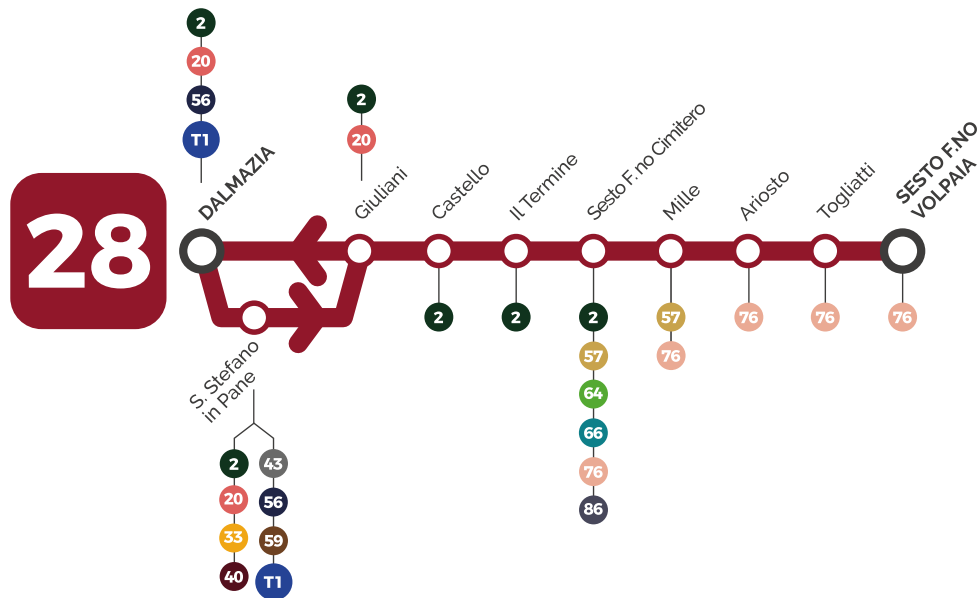 28
2
20
56
T1
DALMAZIA
2
20
Giuliani
Castello
2
Il Termine
2
Sesto F.no Cimitero
2
57
64
66
76
86
Mille
57
76
Ariosto
76
Togliatti
76
SESTO F.NO
VOLPAIA
76
S. Stefano
in Pane
2
20
33
40
43
56
59
T1